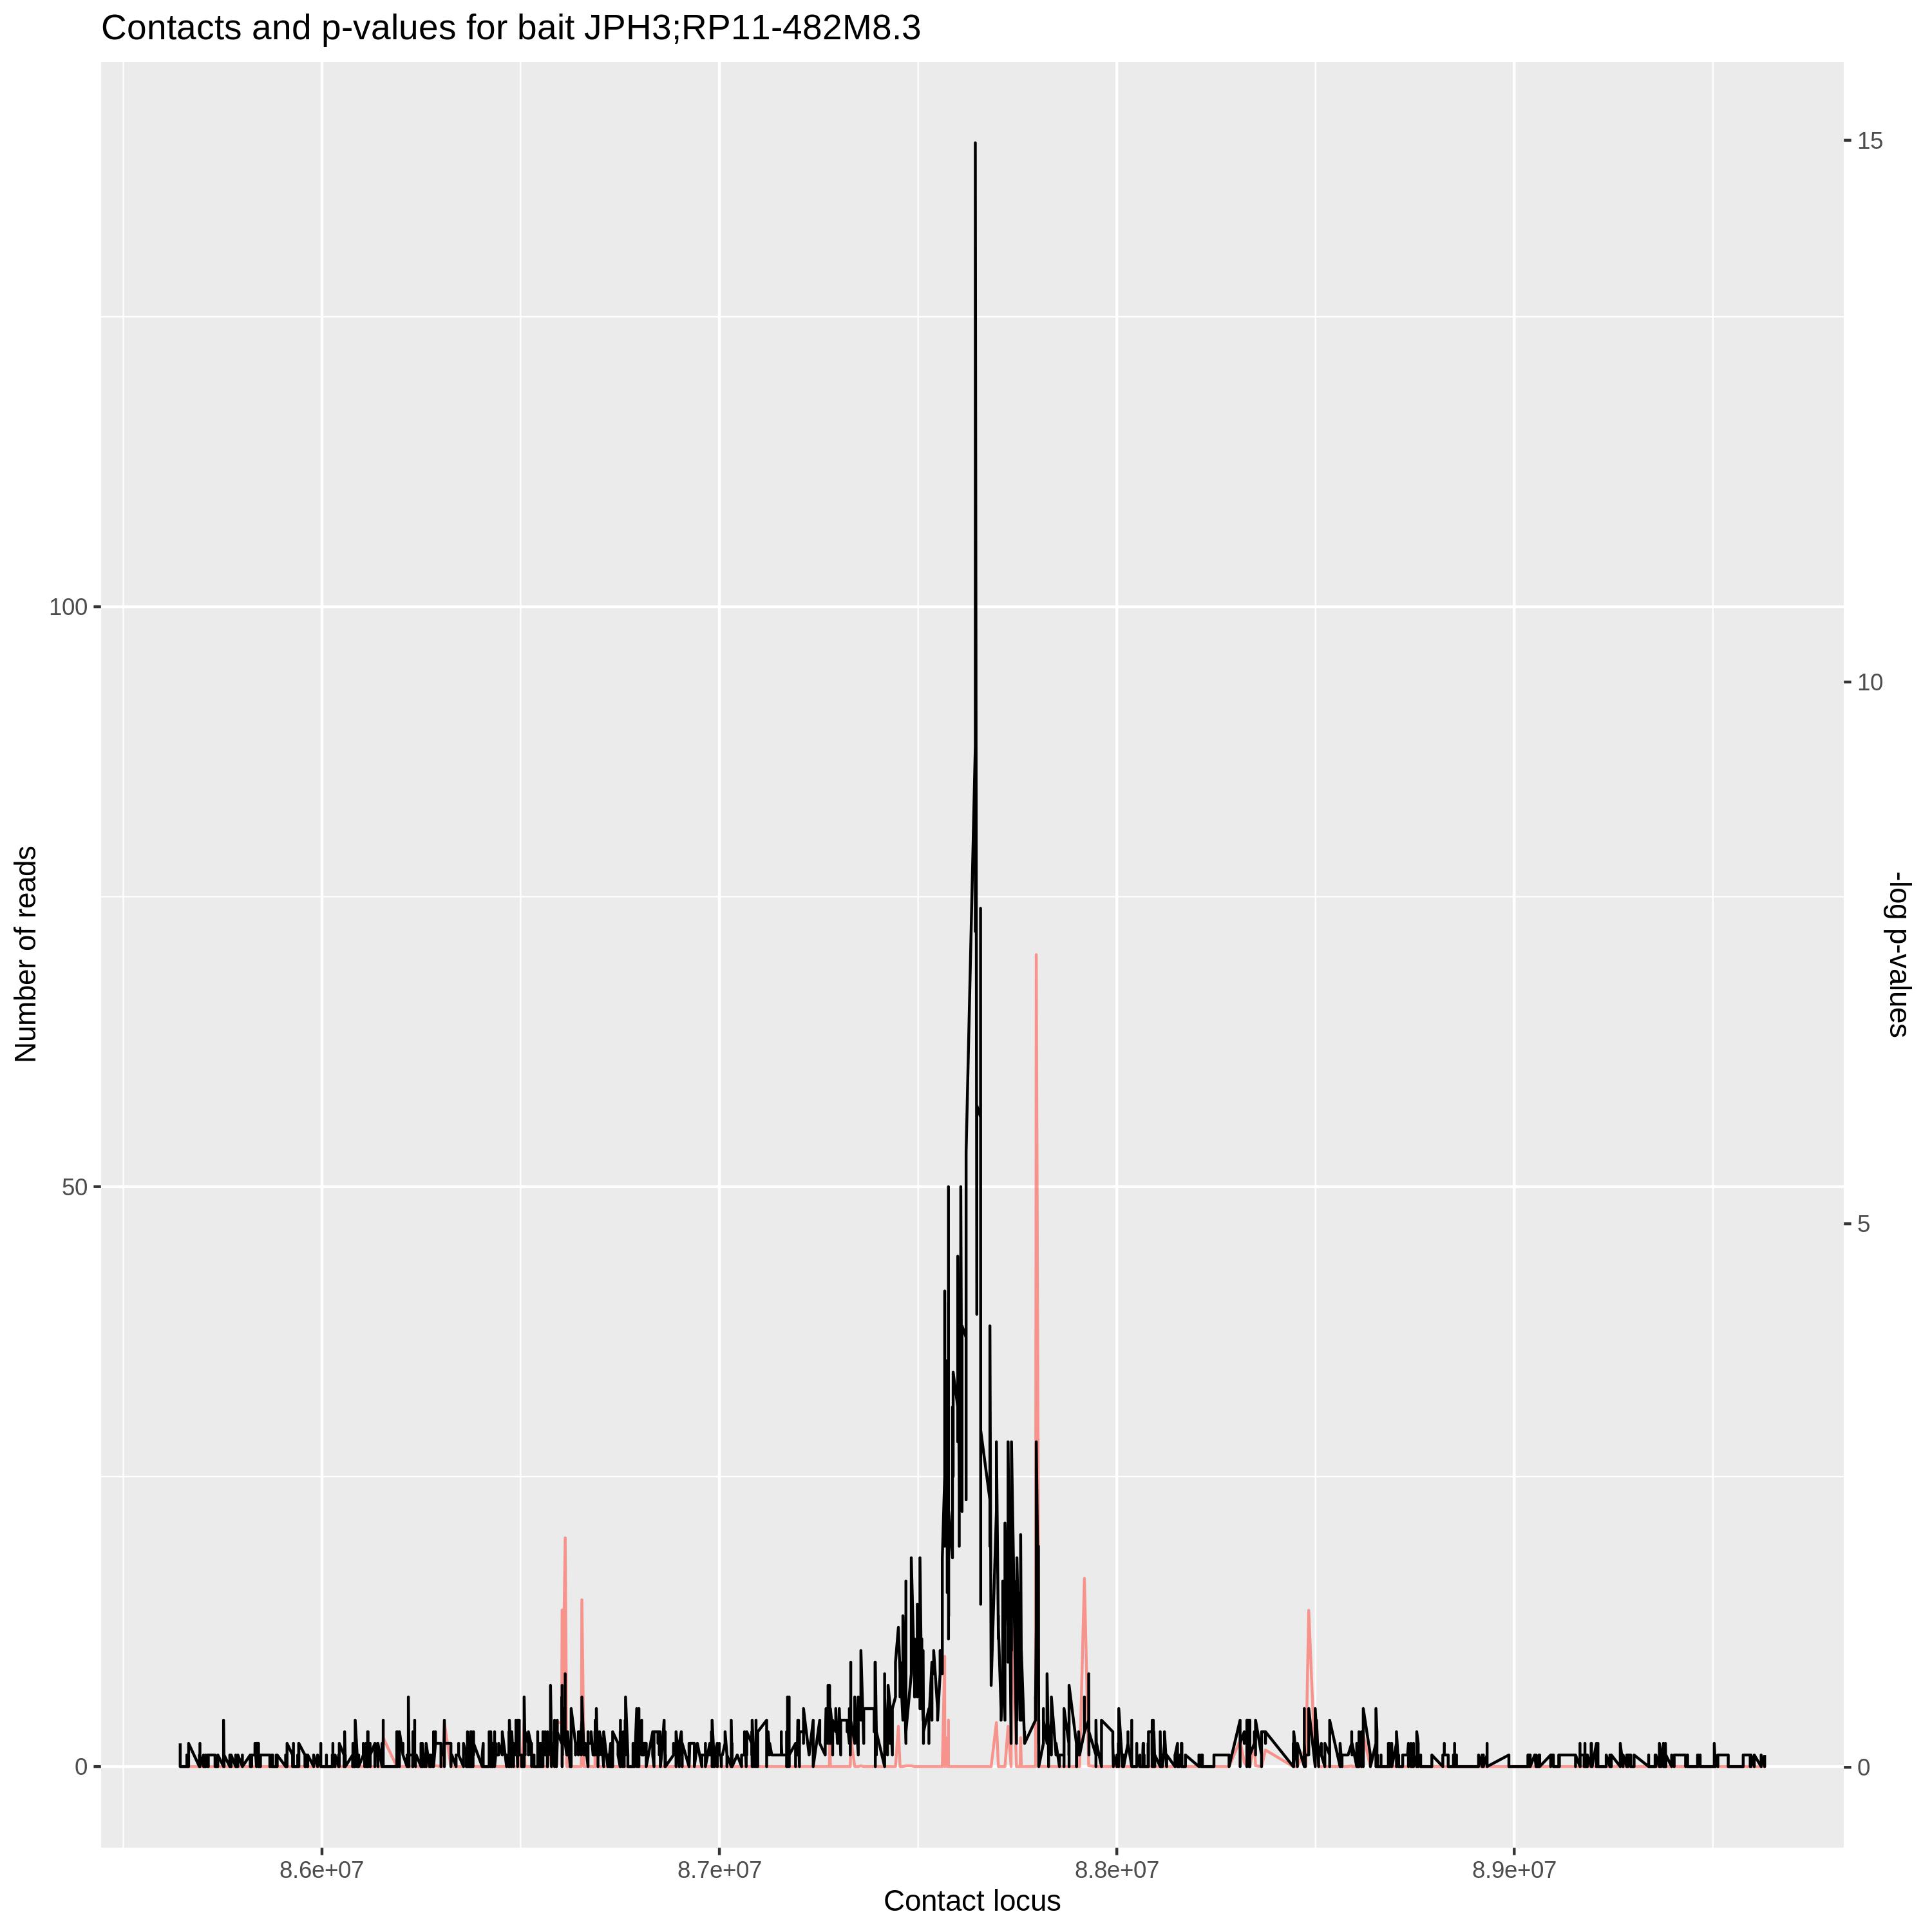 Contacts and p-values for bait JPH3;RP11-482M8.3
Number of reads
100
50
0
15
10
5
0
-log p-values
8.6e+07
8.7e+07
8.8e+07
8.9e+07
Contact locus